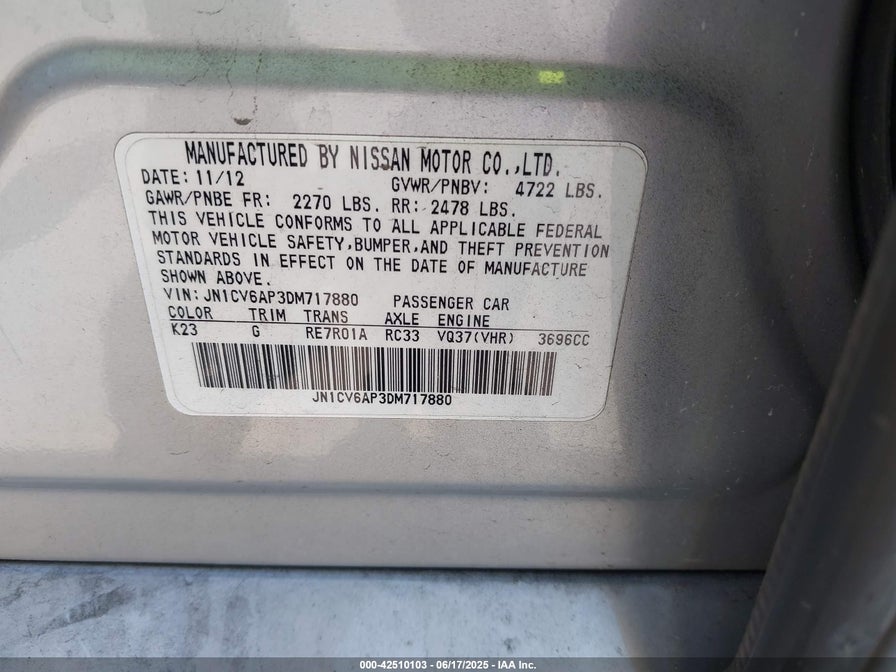 MANUFACTURED BY NISSAN MOTOR CO.,LTD.
DATE: 11/12 GVWR/PNBV: 4722 LBS.
GAWR/PNBE FR: 2270 LBS. RR: 2478 LBS.
THIS VEHICLE CONFORMS TO ALL APPLICABLE FEDERAL
MOTOR VEHICLE SAFETY,BUMPER,AND THEFT PREVENTION
STANDARDS IN EFFECT ON THE DATE OF MANUFACTURE
SHOWN ABOVE.
VIN: JN1CV6AP3DM717880 PASSENGER CAR
COLOR TRIM TRANS AXLE ENGINE
K23 G RE7R01A RC33 VQ37(VHR) 3696CC
JN1CV6AP3DM717880
000-42510103 - 06/17/2025 - IAA Inc.